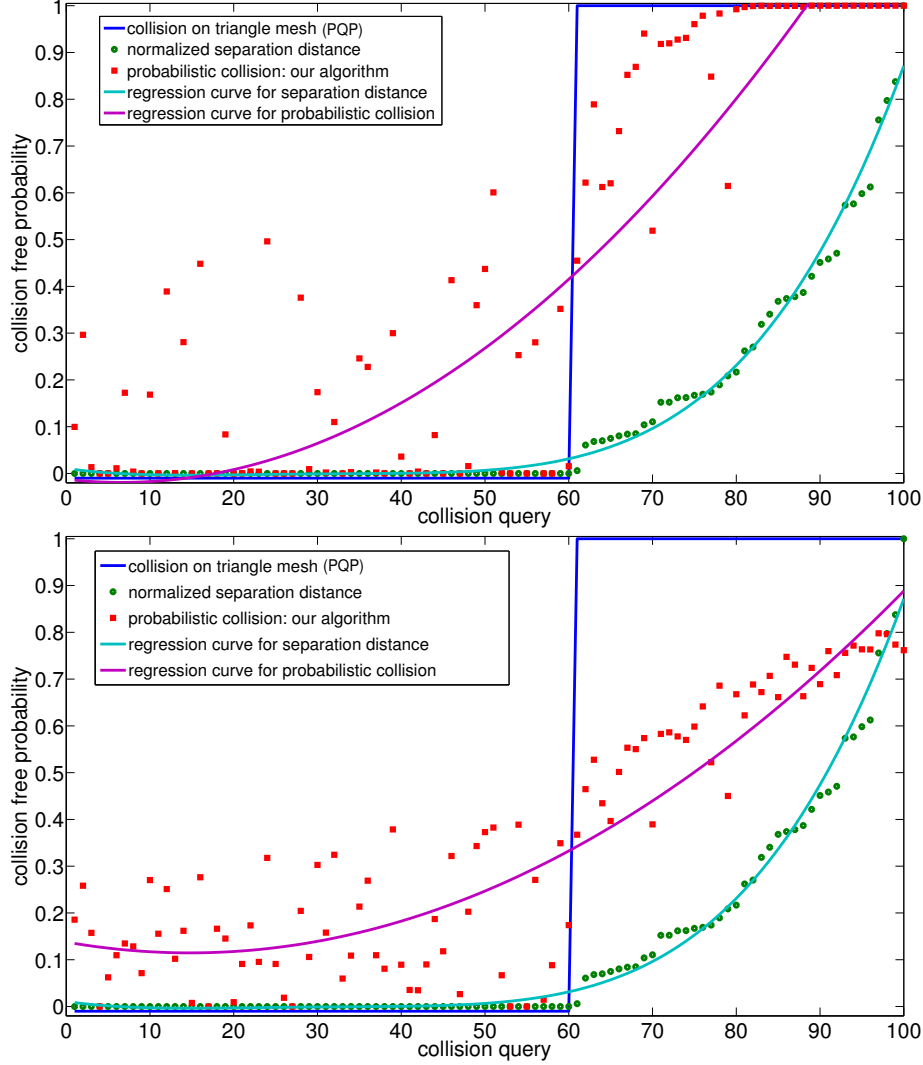 1
0.9
0.8
0.7
0.6
0.5
0.4
0.3
0.2
0.1
0
collision free probability
collision on triangle mesh (PQP)
normalized separation distance
probabilistic collision: our algorithm
regression curve for separation distance
regression curve for probabilistic collision
0 10 20 30 40 50 60 70 80 90 100
collision query
1
0.9
0.8
0.7
0.6
0.5
0.4
0.3
0.2
0.1
0
collision free probability
collision on triangle mesh (PQP)
normalized separation distance
probabilistic collision: our algorithm
regression curve for separation distance
regression curve for probabilistic collision
0 10 20 30 40 50 60 70 80 90 100
collision query